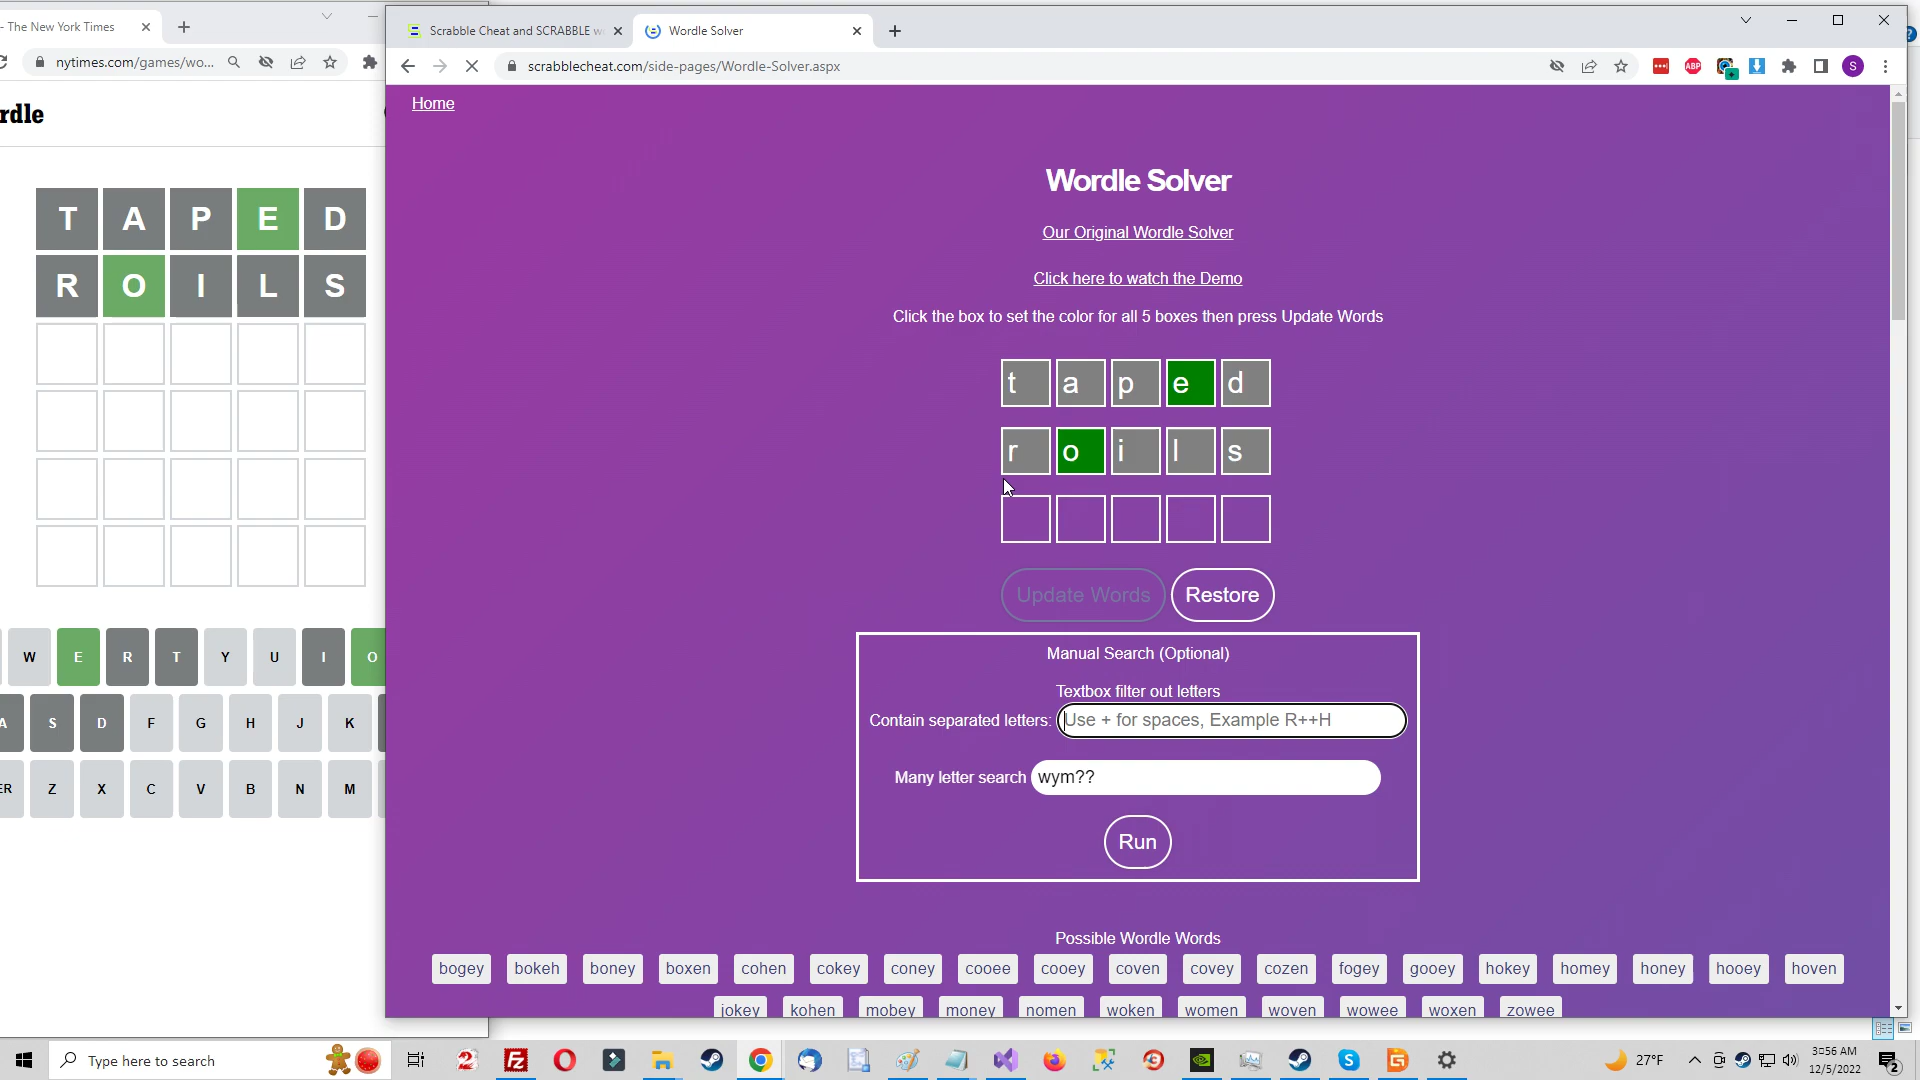 - The New York Times
Scrabble Cheat and SCRABBLE w
Wordle Solver
nytimes.com/games/wo...
scrabblecheat.com/side-pages/Wordle-Solver.aspx
ABP
S
rdle
T A P E D
R O I L S
W E R T Y U I O
A S D F G H J K
ER Z X C V B N M
Home
Wordle Solver
Our Original Wordle Solver
Click here to watch the Demo
Click the box to set the color for all 5 boxes then press Update Words
t a p e d
r o i l s
Update Words
Restore
Manual Search (Optional)
Textbox filter out letters
Contain separated letters: Use + for spaces, Example R++H
Many letter search wym??
Run
Possible Wordle Words
bogey bokeh boney boxen cohen cokey coney cooee cooey coven covey cozen fogey gooey hokey homey honey hooey hoven
jokey kohen mobey money nomen woken women woven wowee woxen zowee
Type here to search
27°F
3:56 AM
12/5/2022
2